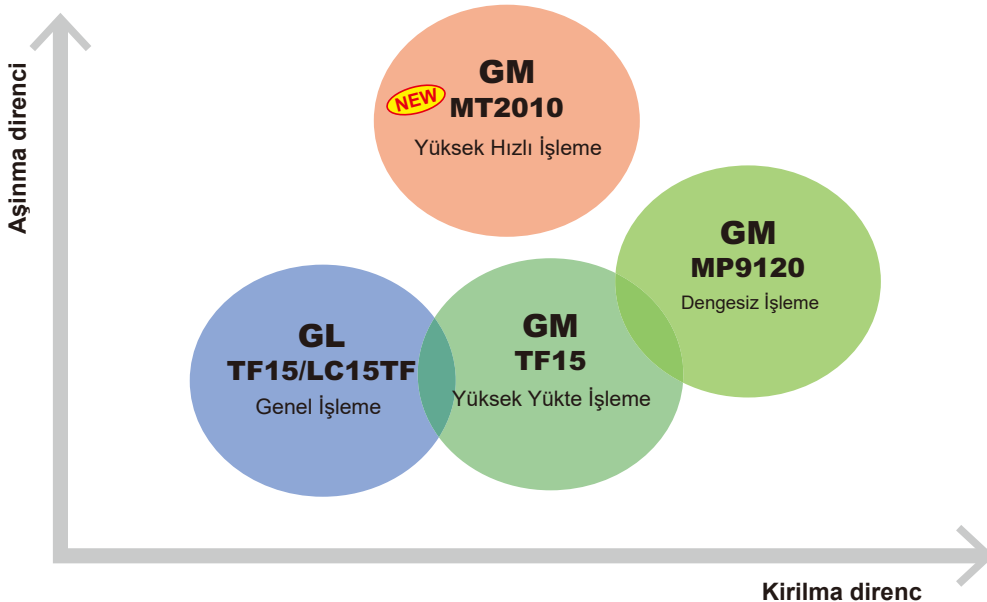 Aşinma direnci
GM
NEW
MT2010
Yüksek Hızlı İşleme
GM
MP9120
Dengesiz İşleme
GL
TF15/LC15TF
Genel İşleme
GM
TF15
Yüksek Yükte İşleme
Kirilma direnc